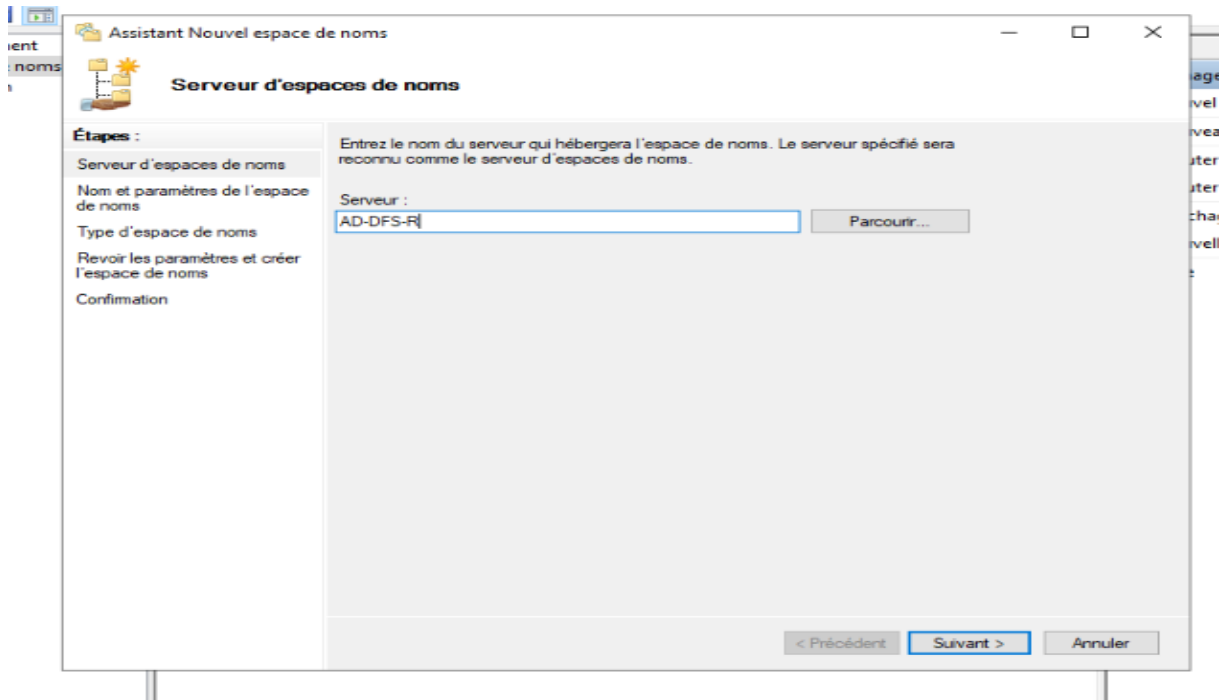 Assistant Nouvel espace de noms
Serveur d'espaces de noms
Étapes :
Serveur d'espaces de noms
Nom et paramètres de l'espace
de noms
Type d'espace de noms
Revoir les paramètres et créer
l'espace de noms
Confirmation
Entrez le nom du serveur qui hébergera l'espace de noms. Le serveur spécifié sera
reconnu comme le serveur d'espaces de noms.
Serveur :
AD-DFS-R
Parcourir...
< Précédent
Suivant >
Annuler
noms